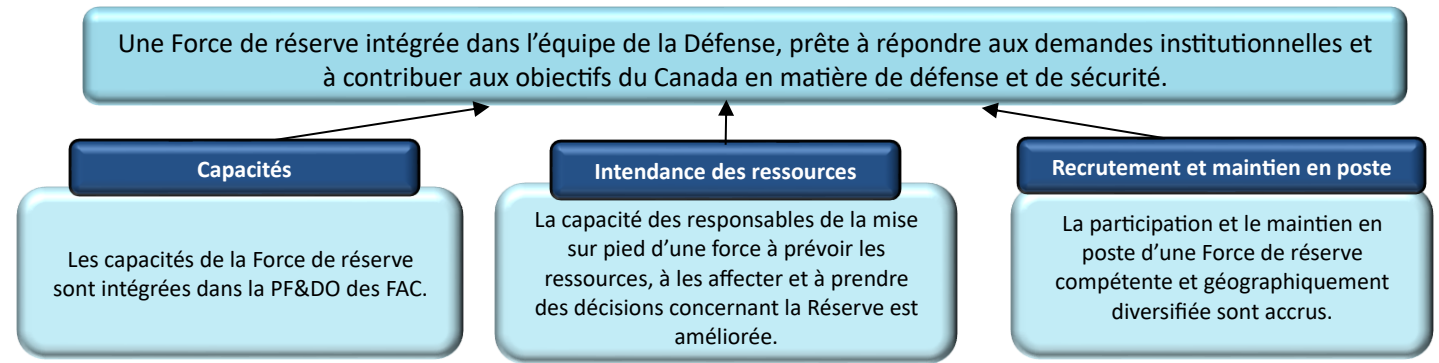 Une Force de réserve intégrée dans l’équipe de la Défense, prête à répondre aux demandes institutionnelles et
à contribuer aux objectifs du Canada en matière de défense et de sécurité.
Capacités
Les capacités de la Force de réserve
sont intégrées dans la PF&DO des FAC.
Intendance des ressources
La capacité des responsables de la mise
sur pied d’une force à prévoir les
ressources, à les affecter et à prendre
des décisions concernant la Réserve est
améliorée.
Recrutement et maintien en poste
La participation et le maintien en
poste d’une Force de réserve
compétente et géographiquement
diversifiée sont accrus.